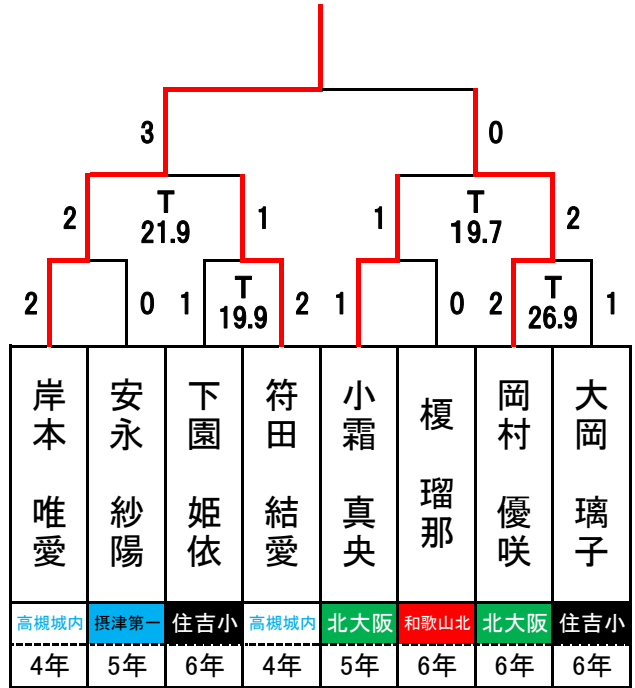 3 0
2 T 1 1 T 2
21.9 19.7
2 0 1 T 2 1 0 2 T 1
19.9 26.9
岸本 唯愛
安永 紗陽
下園 姫依
符田 結愛
小霜 真央
榎 瑠那
岡村 優咲
大岡 璃子
高槻城内 摂津第一 住吉小 高槻城内 北大阪 和歌山北 北大阪 住吉小
4年 5年 6年 4年 5年 6年 6年 6年